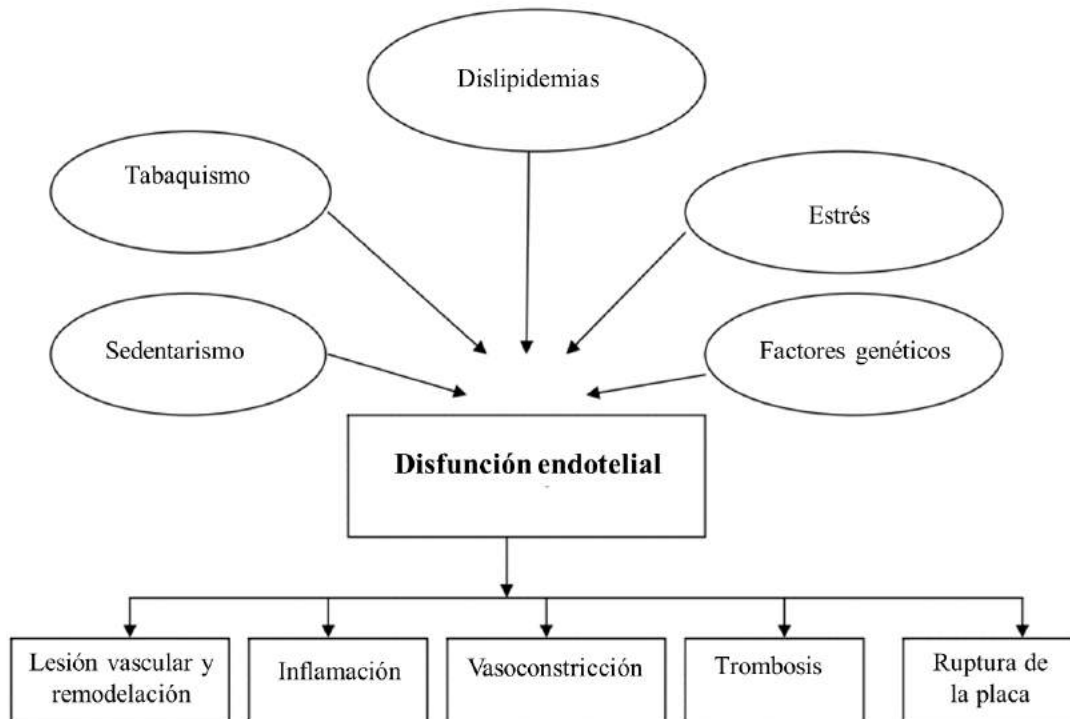 Dislipidemias
Tabaquismo
Estrés
Sedentarismo
Factores genéticos
Disfunción endotelial
Lesión vascular y
remodelación
Inflamación
Vasoconstricción
Trombosis
Ruptura de
la placa